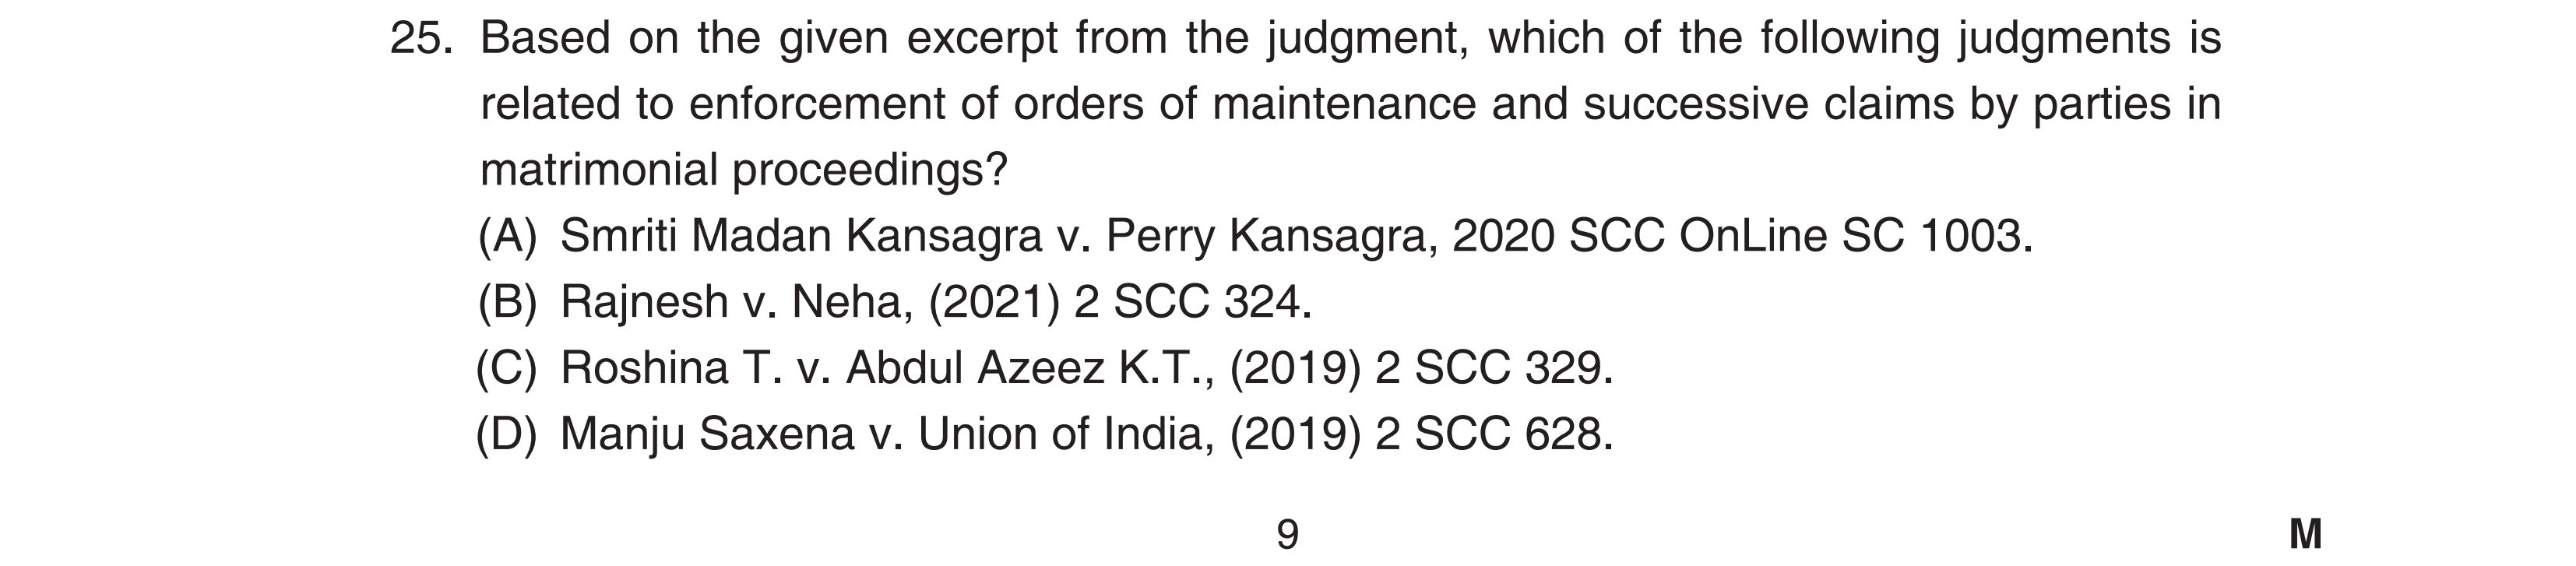 25. Based on the given excerpt from the judgment, which of the following judgments is
related to enforcement of orders of maintenance and successive claims by parties in
matrimonial proceedings?
(A) Smriti Madan Kansagra v. Perry Kansagra, 2020 SCC OnLine SC 1003.
(B) Rajnesh v. Neha, (2021) 2 SCC 324.
(C) Roshina T. v. Abdul Azeez K.T., (2019) 2 SCC 329.
(D) Manju Saxena v. Union of India, (2019) 2 SCC 628.
9 M